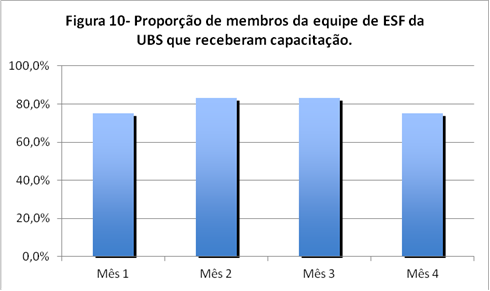 Figura 10- Proporção de membros da equipe de ESF da
UBS que receberam capacitação.
100,0%
80,0%
60,0%
40,0%
20,0%
0,0%
Mês 1 Mês 2 Mês 3 Mês 4